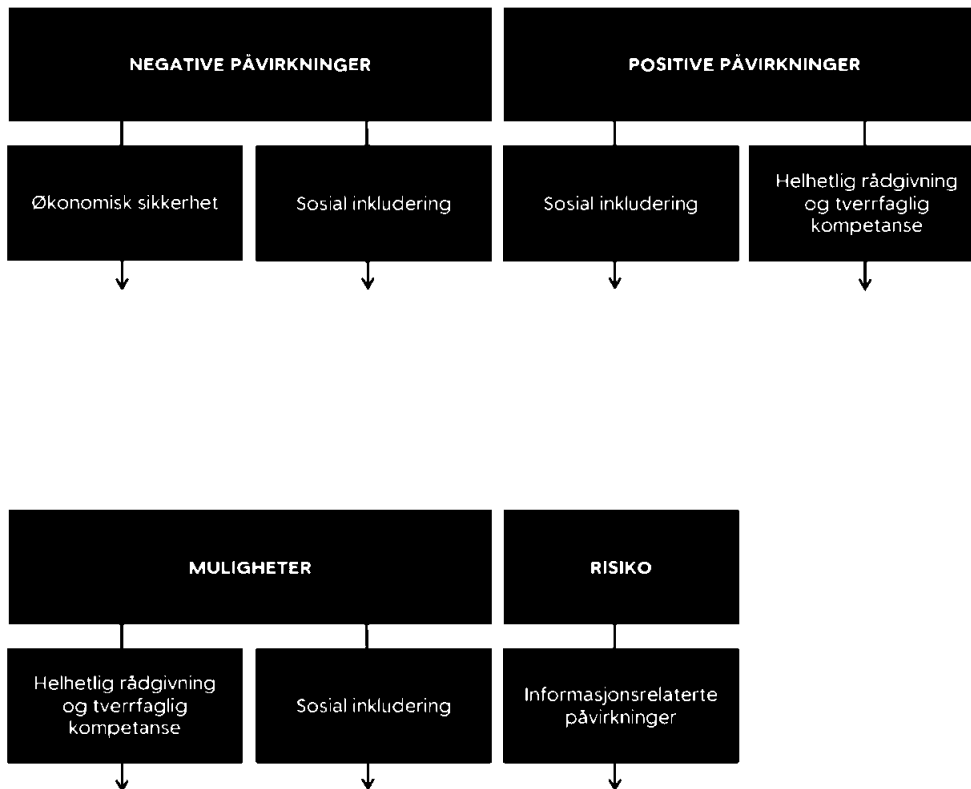 NEGATIVE PÅVIRKNINGER
POSITIVE PÅVIRKNINGER
Økonomisk sikkerhet
Sosial inkludering
Sosial inkludering
Helhetlig rådgivning
og tverrfaglig
kompetanse
MULIGHETER
RISIKO
Helhetlig rådgivning
og tverrfaglig
kompetanse
Sosial inkludering
Informasjonsrelaterte
påvirkninger